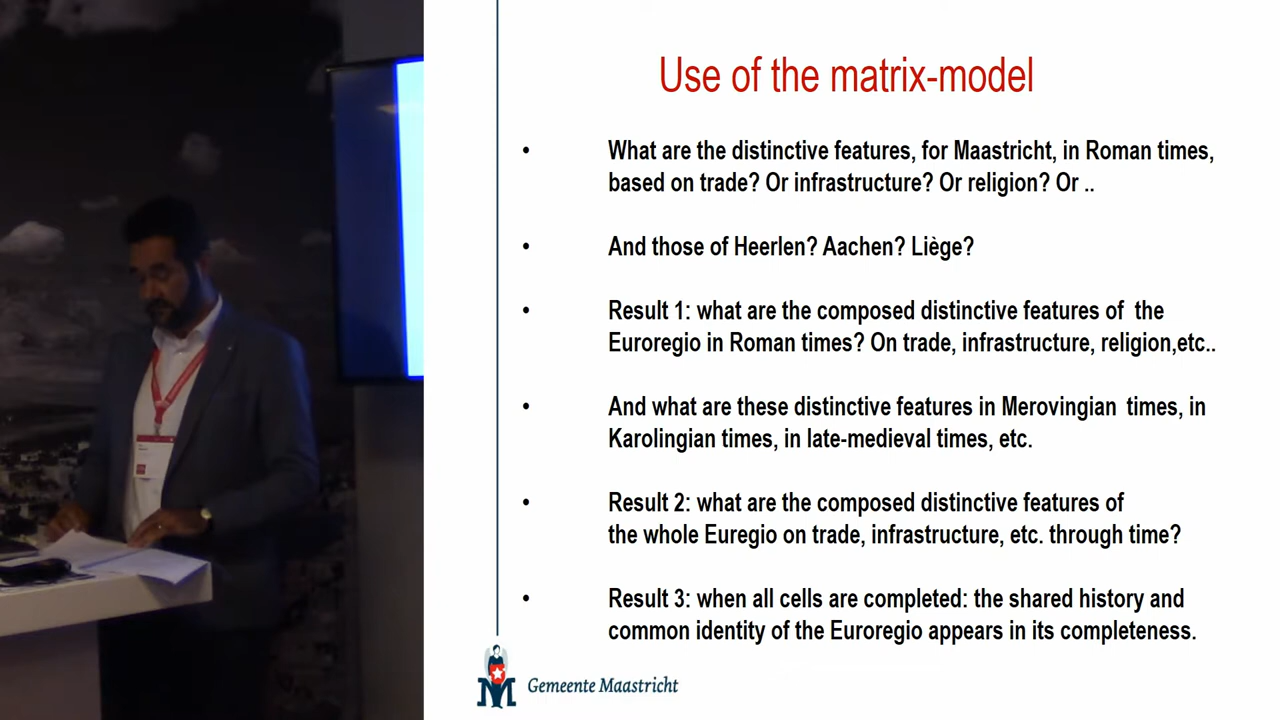 Use of the matrix-model
• What are the distinctive features, for Maastricht, in Roman times,
based on trade? Or infrastructure? Or religion? Or ..
• And those of Heerlen? Aachen? Liège?
• Result 1: what are the composed distinctive features of the
Euroregio in Roman times? On trade, infrastructure, religion,etc..
• And what are these distinctive features in Merovingian times, in
Karolingian times, in late-medieval times, etc.
• Result 2: what are the composed distinctive features of
the whole Euregio on trade, infrastructure, etc. through time?
• Result 3: when all cells are completed: the shared history and
common identity of the Euroregio appears in its completeness.
Gemeente Maastricht